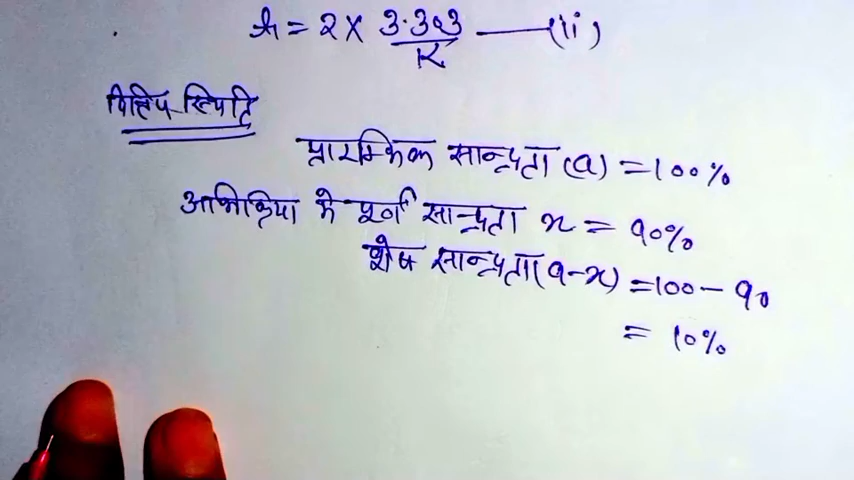 = 2 × 3.303 / K —(ii)
स्थिति
प्रारम्भिक सान्द्रता (a) = 100%
अभिक्रिया मे पूर्ण सान्द्रता x = 90%
शेष सान्द्रता (a-x) = 100 - 90
= 10%